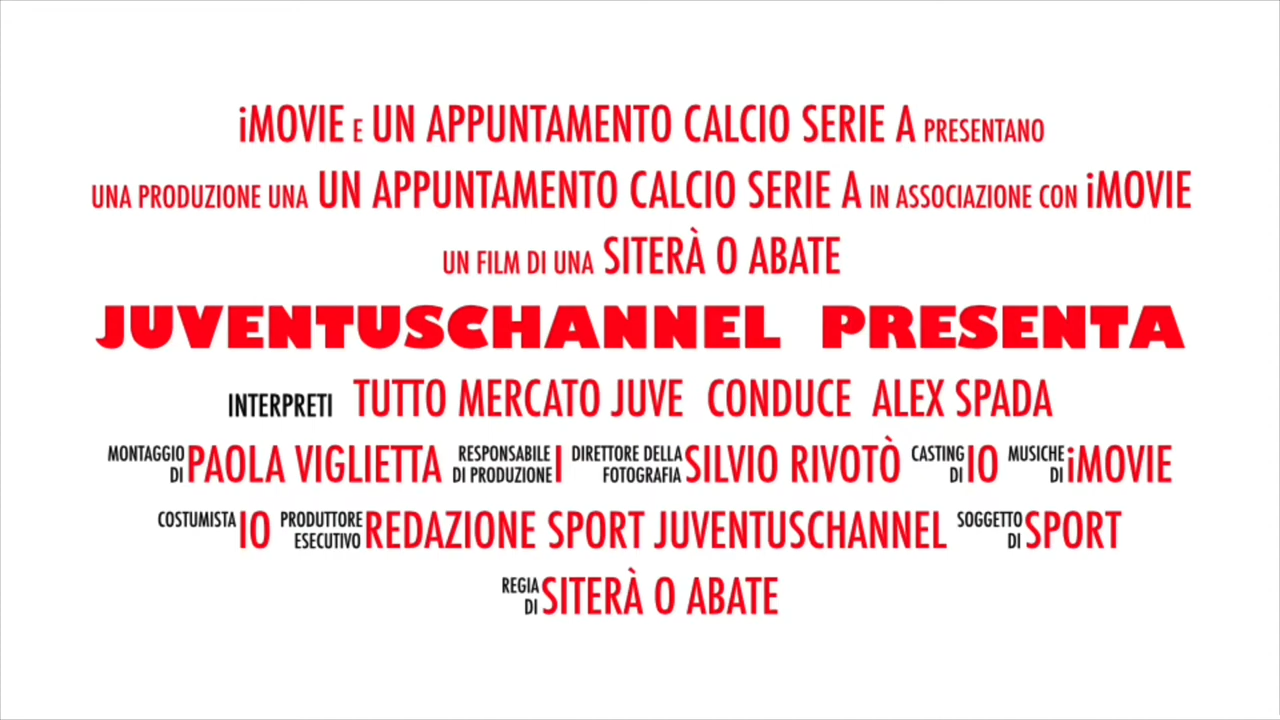 iMOVIE E UN APPUNTAMENTO CALCIO SERIE A PRESENTANO
UNA PRODUZIONE UNA UN APPUNTAMENTO CALCIO SERIE A IN ASSOCIAZIONE CON iMOVIE
UN FILM DI UNA SITERÀ O ABATE
JUVENTUSCHANNEL PRESENTA
INTERPRETI TUTTO MERCATO JUVE CONDUCE ALEX SPADA
MONTAGGIO DI PAOLA VIGLIETTA RESPONSABILE DI PRODUZIONE I DIRETTORE DELLA FOTOGRAFIA SILVIO RIVOTÒ CASTING DI IO MUSICHE DI iMOVIE
COSTUMISTA IO PRODUTTORE ESECUTIVO REDAZIONE SPORT JUVENTUSCHANNEL SOGGETTO DI SPORT
REGIA DI SITERÀ O ABATE